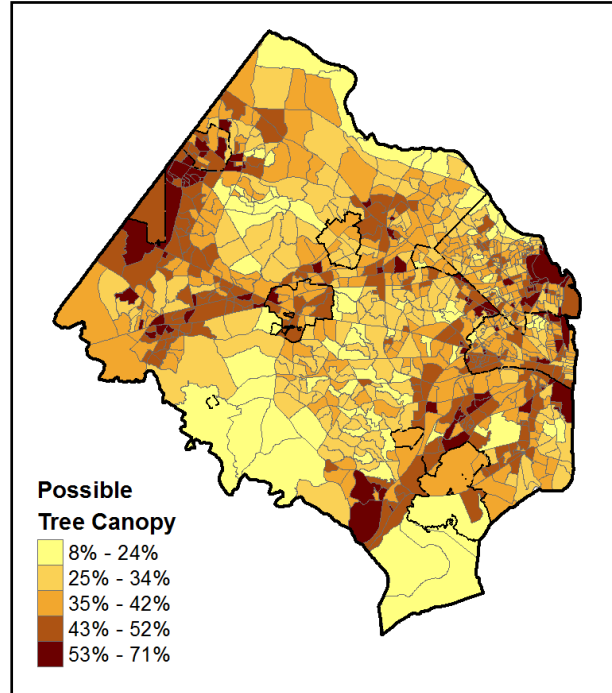 Possible
Tree Canopy
8% - 24%
25% - 34%
35% - 42%
43% - 52%
53% - 71%